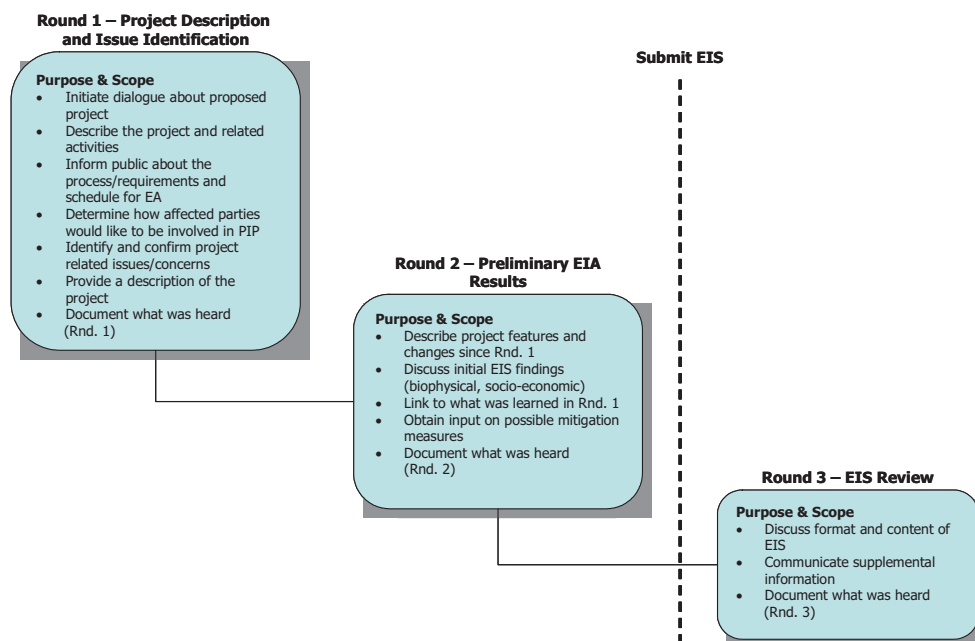 Round 1 – Project Description
and Issue Identification
Purpose & Scope
• Initiate dialogue about proposed
project
• Describe the project and related
activities
• Inform public about the
process/requirements and
schedule for EA
• Determine how affected parties
would like to be involved in PIP
• Identify and confirm project
related issues/concerns
• Provide a description of the
project
• Document what was heard
(Rnd. 1)
Submit EIS
Round 2 – Preliminary EIA
Results
Purpose & Scope
• Describe project features and
changes since Rnd. 1
• Discuss initial EIS findings
(biophysical, socio-economic)
• Link to what was learned in Rnd. 1
• Obtain input on possible mitigation
measures
• Document what was heard
(Rnd. 2)
Round 3 – EIS Review
Purpose & Scope
• Discuss format and content of
EIS
• Communicate supplemental
information
• Document what was heard
(Rnd. 3)